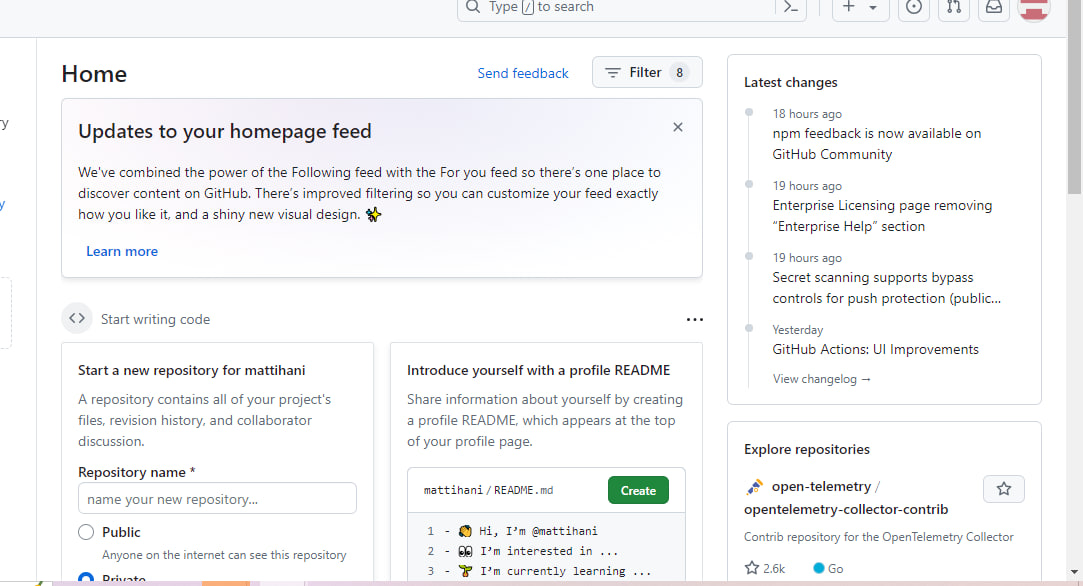 Type / to search
ry
y
Home
Send feedback
Filter 8
Updates to your homepage feed
We've combined the power of the Following feed with the For you feed so there's one place to
discover content on GitHub. There's improved filtering so you can customize your feed exactly
how you like it, and a shiny new visual design. ✨
Learn more
Start writing code
Start a new repository for mattihani
A repository contains all of your project's
files, revision history, and collaborator
discussion.
Repository name *
name your new repository...
Public
Anyone on the internet can see this repository
Private
Introduce yourself with a profile README
Share information about yourself by creating
a profile README, which appears at the top
of your profile page.
mattihani/README.md
Create
1 - 👋 Hi, I’m @mattihani
2 - 👀 I’m interested in ...
3 - 🌱 I’m currently learning ...
Latest changes
18 hours ago
npm feedback is now available on
GitHub Community
19 hours ago
Enterprise Licensing page removing
“Enterprise Help” section
19 hours ago
Secret scanning supports bypass
controls for push protection (public...
Yesterday
GitHub Actions: UI Improvements
View changelog →
Explore repositories
open-telemetry /
opentelemetry-collector-contrib
Contrib repository for the OpenTelemetry Collector
2.6k
Go